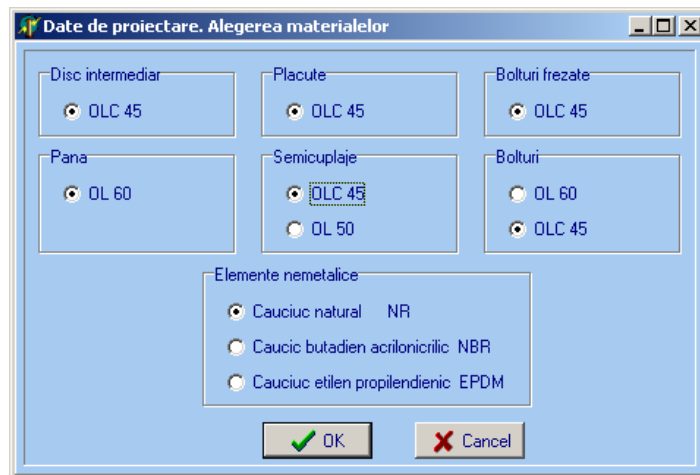 Date de proiectare. Alegerea materialelor
Disc intermediar
OLC 45
Placute
OLC 45
Bolturi frezate
OLC 45
Pana
OL 60
Semicuplaje
OLC 45
OL 50
Bolturi
OL 60
OLC 45
Elemente nemetalice
Cauciuc natural NR
Caucic butadien acrilonicrilic NBR
Cauciuc etilen propilendienic EPDM
OK
Cancel